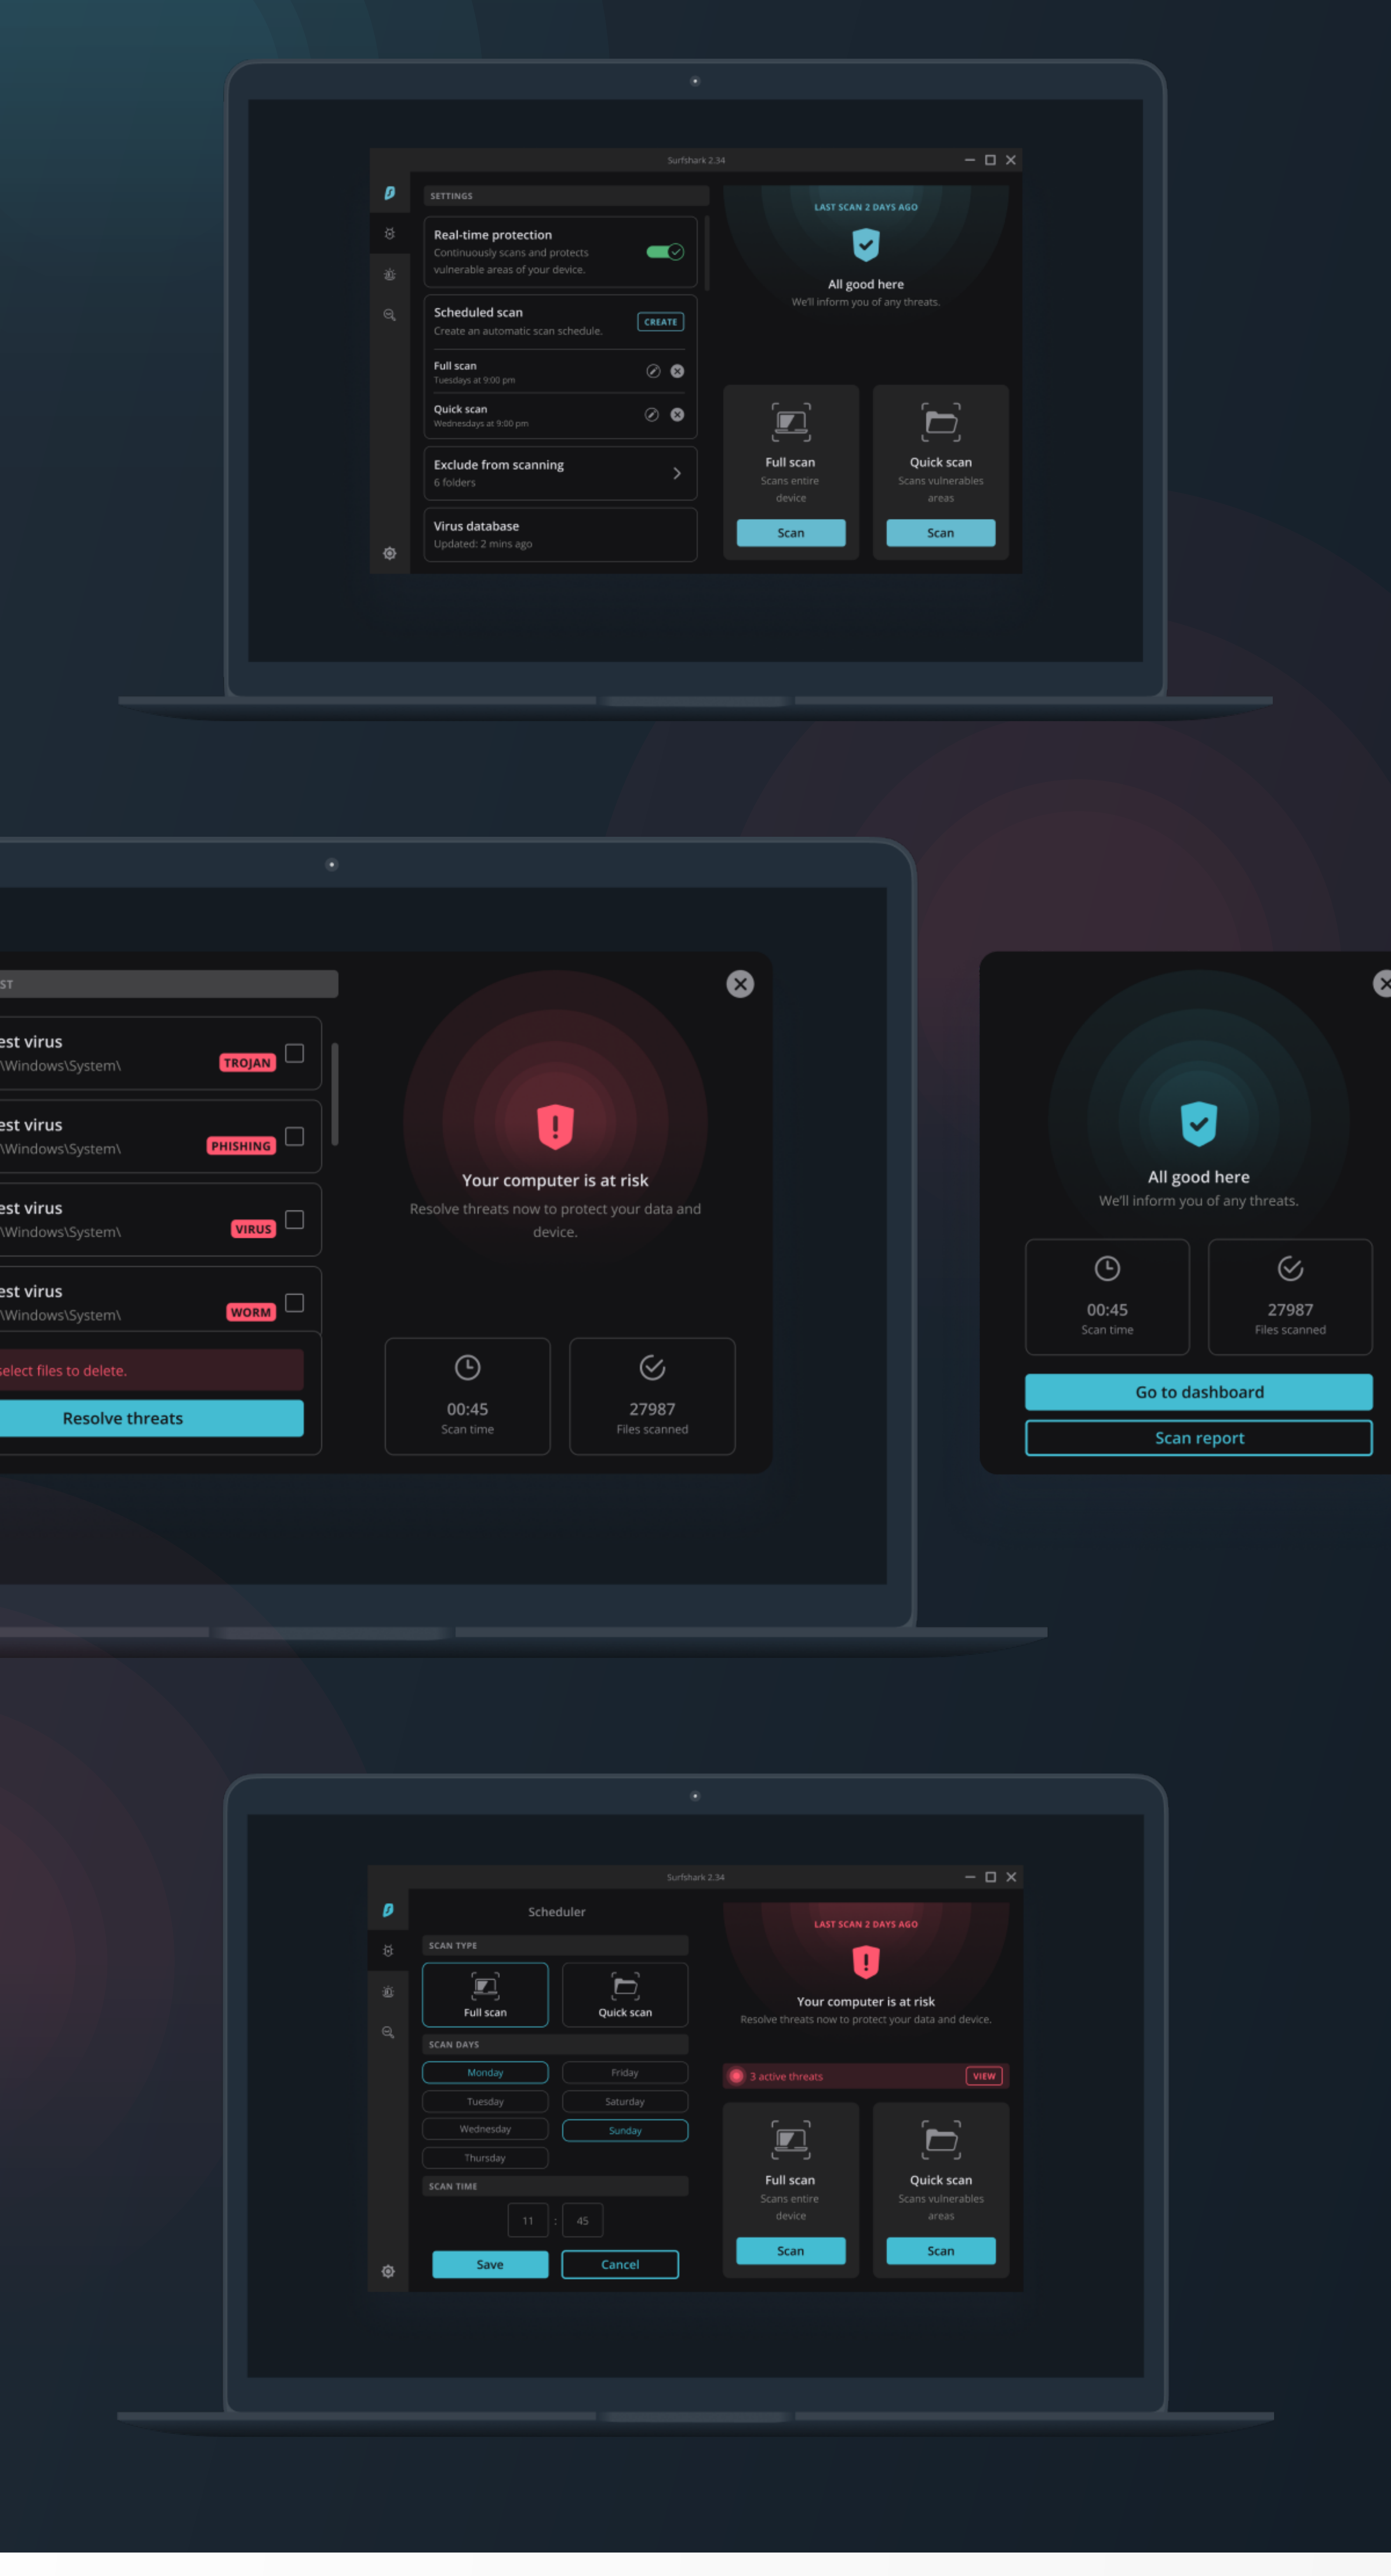 Surfshark 2.34
SETTINGS
Real-time protection
Continuously scans and protects
vulnerable areas of your device.
Scheduled scan
Create an automatic scan schedule.
CREATE
Full scan
Tuesdays at 9:00 pm
Quick scan
Wednesdays at 9:00 pm
Exclude from scanning
6 folders
Virus database
Updated: 2 mins ago
LAST SCAN 2 DAYS AGO
All good here
We'll inform you of any threats.
Full scan
Scans entire
device
Scan
Quick scan
Scans vulnerables
areas
Scan
ST
est virus
\Windows\System\
TROJAN
est virus
\Windows\System\
PHISHING
est virus
\Windows\System\
VIRUS
est virus
\Windows\System\
WORM
select files to delete.
Resolve threats
Your computer is at risk
Resolve threats now to protect your data and
device.
00:45
Scan time
27987
Files scanned
All good here
We'll inform you of any threats.
00:45
Scan time
27987
Files scanned
Go to dashboard
Scan report
Surfshark 2.34
Scheduler
SCAN TYPE
Full scan
Quick scan
SCAN DAYS
Monday
Friday
Tuesday
Saturday
Wednesday
Sunday
Thursday
SCAN TIME
11 : 45
Save
Cancel
LAST SCAN 2 DAYS AGO
Your computer is at risk
Resolve threats now to protect your data and device.
3 active threats
VIEW
Full scan
Scans entire
device
Scan
Quick scan
Scans vulnerables
areas
Scan